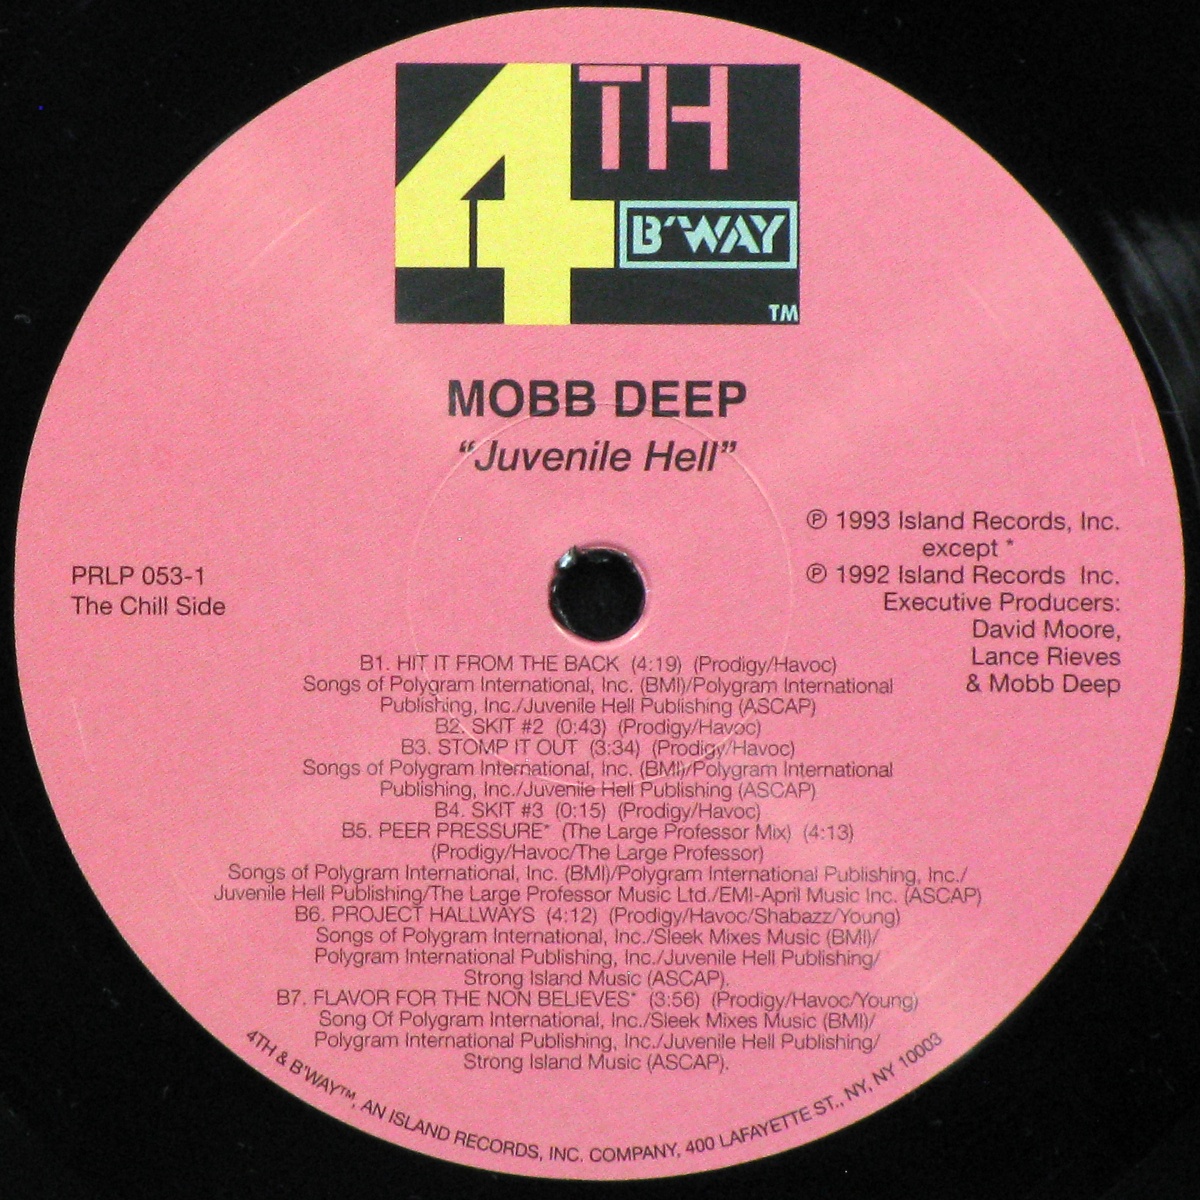 4TH
B'WAY
TM
MOBB DEEP
“Juvenile Hell”
℗ 1993 Island Records, Inc.
except *
℗ 1992 Island Records Inc.
Executive Producers:
David Moore,
Lance Rieves
& Mobb Deep
PRLP 053-1
The Chill Side
B1. HIT IT FROM THE BACK (4:19) (Prodigy/Havoc)
Songs of Polygram International, Inc. (BMI)/Polygram International
Publishing, Inc./Juvenile Hell Publishing (ASCAP)
B2. SKIT #2 (0:43) (Prodigy/Havoc)
B3. STOMP IT OUT (3:34) (Prodigy/Havoc)
Songs of Polygram International, Inc. (BMI)/Polygram International
Publishing, Inc./Juvenile Hell Publishing (ASCAP)
B4. SKIT #3 (0:15) (Prodigy/Havoc)
B5. PEER PRESSURE* (The Large Professor Mix) (4:13)
(Prodigy/Havoc/The Large Professor)
Songs of Polygram International, Inc. (BMI)/Polygram International Publishing, Inc./
Juvenile Hell Publishing/The Large Professor Music Ltd./EMI-April Music Inc. (ASCAP)
B6. PROJECT HALLWAYS (4:12) (Prodigy/Havoc/Shabazz/Young)
Songs of Polygram International, Inc./Sleek Mixes Music (BMI)/
Polygram International Publishing, Inc./Juvenile Hell Publishing/
Strong Island Music (ASCAP).
B7. FLAVOR FOR THE NON BELIEVES* (3:56) (Prodigy/Havoc/Young)
Song Of Polygram International, Inc./Sleek Mixes Music (BMI)/
Polygram International Publishing, Inc./Juvenile Hell Publishing/
Strong Island Music (ASCAP).
4TH & B'WAY™, AN ISLAND RECORDS, INC. COMPANY, 400 LAFAYETTE ST., NY, NY 10003